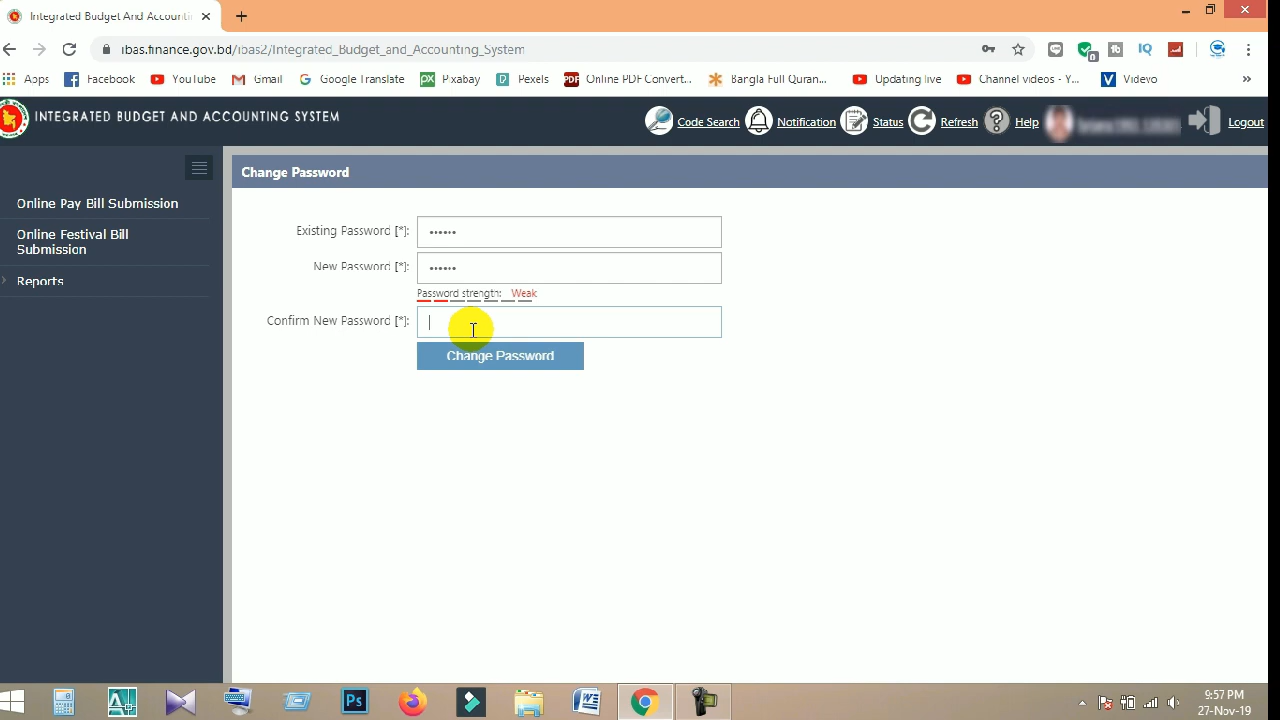 Integrated Budget And Accounti
ibas.finance.gov.bd/ibas2/Integrated_Budget_and_Accounting_System
Apps Facebook YouTube Gmail Google Translate Pixabay Pexels Online PDF Convert... Bangla Full Quran... Updating live Channel videos - Y... Videvo »
INTEGRATED BUDGET AND ACCOUNTING SYSTEM
Code Search Notification Status Refresh Help Logout
Online Pay Bill Submission
Online Festival Bill
Submission
Reports
Change Password
Existing Password [*]: ••••••
New Password [*]: ••••••
Password strength: Weak
Confirm New Password [*]:
Change Password
9:57 PM
27-Nov-19